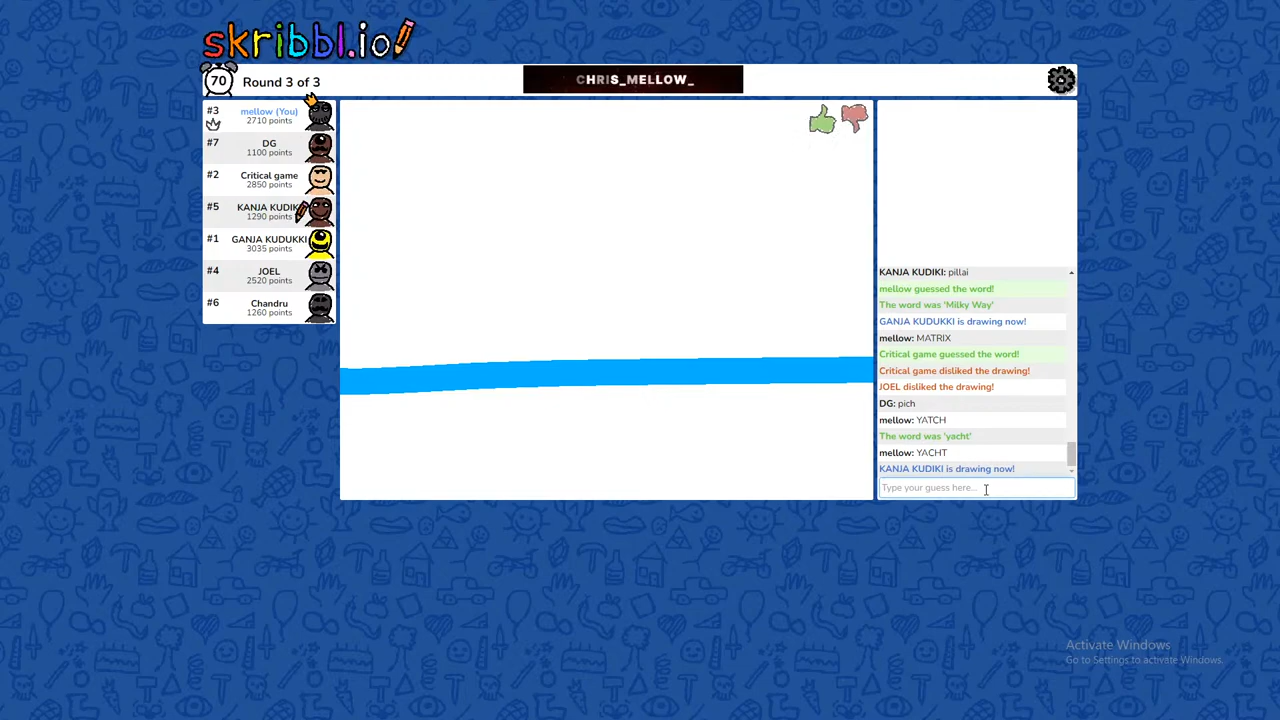 skribbl.io
70
Round 3 of 3
CHRIS_MELLOW_
#3 mellow (You)
2710 points
#7 DG
1100 points
#2 Critical game
2850 points
#5 KANJA KUDIK
1290 points
#1 GANJA KUDUKKI
3035 points
#4 JOEL
2520 points
#6 Chandru
1260 points
KANJA KUDIKI: pillai
mellow guessed the word!
The word was 'Milky Way'
GANJA KUDUKKI is drawing now!
mellow: MATRIX
Critical game guessed the word!
Critical game disliked the drawing!
JOEL disliked the drawing!
DG: pich
mellow: YATCH
The word was 'yacht'
mellow: YACHT
KANJA KUDIKI is drawing now!
Type your guess here...
Activate Windows
Go to Settings to activate Windows.